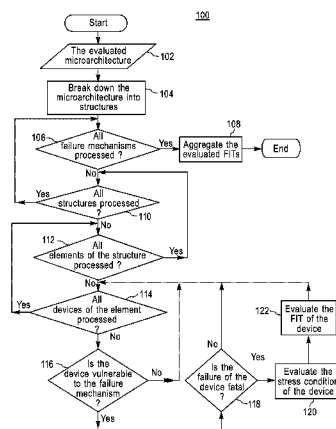 100
Start
The evaluated
microarchitecture
102
Break down the
microarchitecture into
structures
104
All
failure mechanisms
processed ?
106
Yes
108
Aggregate the
evaluated FITs
End
No
Yes
All
structures processed
?
110
No
112
All
elements of the structure
processed ?
Yes
No
All
devices of the element
processed
?
114
Yes
No
116
Is the
device vulnerable
to the failure
mechanism
?
No
Yes
No
Is the
failure of the
device fatal
?
118
Yes
122
Evaluate the
FIT of the
device
Evaluate the
stress condition
of the device
120